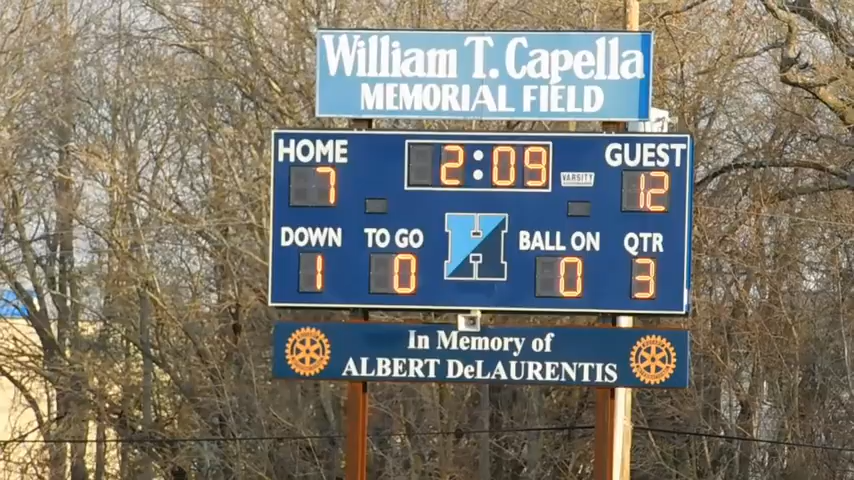 William T. Capella
MEMORIAL FIELD
HOME 2:09 VARSITY GUEST
7 12
DOWN TO GO H BALL ON QTR
1 0 0 3
In Memory of
ALBERT DeLAURENTIS